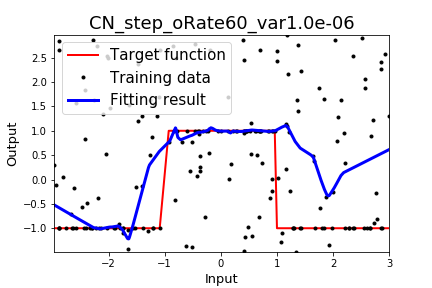 CN_step_oRate60_var1.0e-06
Target function
Training data
Fitting result
Output
2.5
2.0
1.5
1.0
0.5
0.0
−0.5
−1.0
−2
−1
0
1
2
3
Input